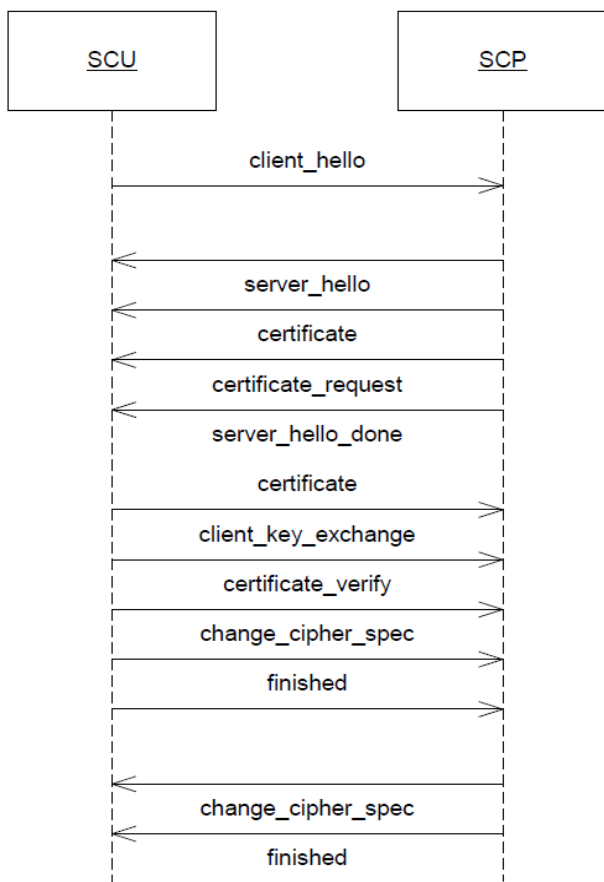 SCU
SCP
client_hello
server_hello
certificate
certificate_request
server_hello_done
certificate
client_key_exchange
certificate_verify
change_cipher_spec
finished
change_cipher_spec
finished